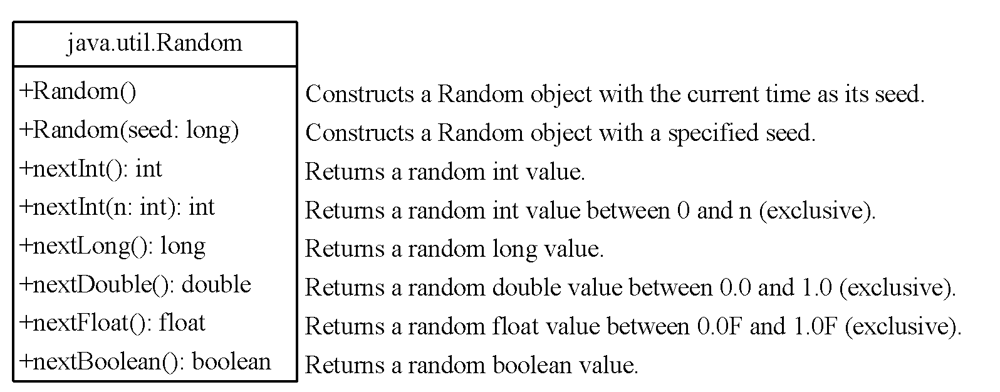 java.util.Random
+Random() Constructs a Random object with the current time as its seed.
+Random(seed: long) Constructs a Random object with a specified seed.
+nextInt(): int Returns a random int value.
+nextInt(n: int): int Returns a random int value between 0 and n (exclusive).
+nextLong(): long Returns a random long value.
+nextDouble(): double Returns a random double value between 0.0 and 1.0 (exclusive).
+nextFloat(): float Returns a random float value between 0.0F and 1.0F (exclusive).
+nextBoolean(): boolean Returns a random boolean value.